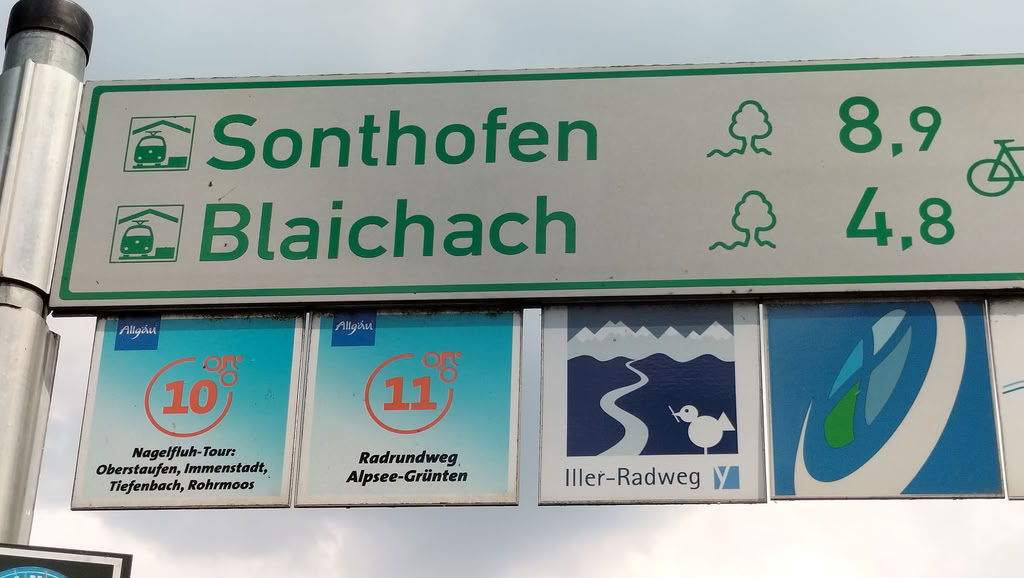 Sonthofen 8,9
Blaichach 4,8
Allgäu
10
Nagelfluh-Tour:
Oberstaufen, Immenstadt,
Tiefenbach, Rohrmoos
Allgäu
11
Radrundweg
Alpsee-Grünten
Iller-Radweg